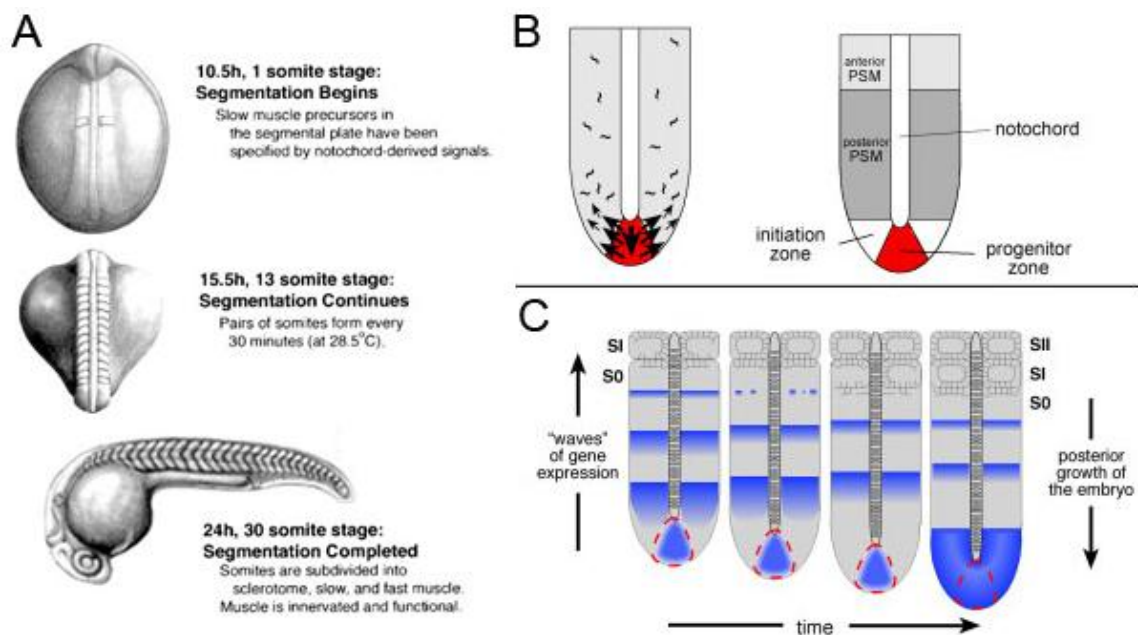 A
10.5h, 1 somite stage:
Segmentation Begins
Slow muscle precursors in
the segmental plate have been
specified by notochord-derived signals.
15.5h, 13 somite stage:
Segmentation Continues
Pairs of somites form every
30 minutes (at 28.5°C).
24h, 30 somite stage:
Segmentation Completed
Somites are subdivided into
sclerotome, slow, and fast muscle.
Muscle is innervated and functional.
B
anterior
PSM
posterior
PSM
notochord
initiation
zone
progenitor
zone
C
SI
S0
"waves"
of gene
expression
SII
SI
S0
posterior
growth of
the embryo
time